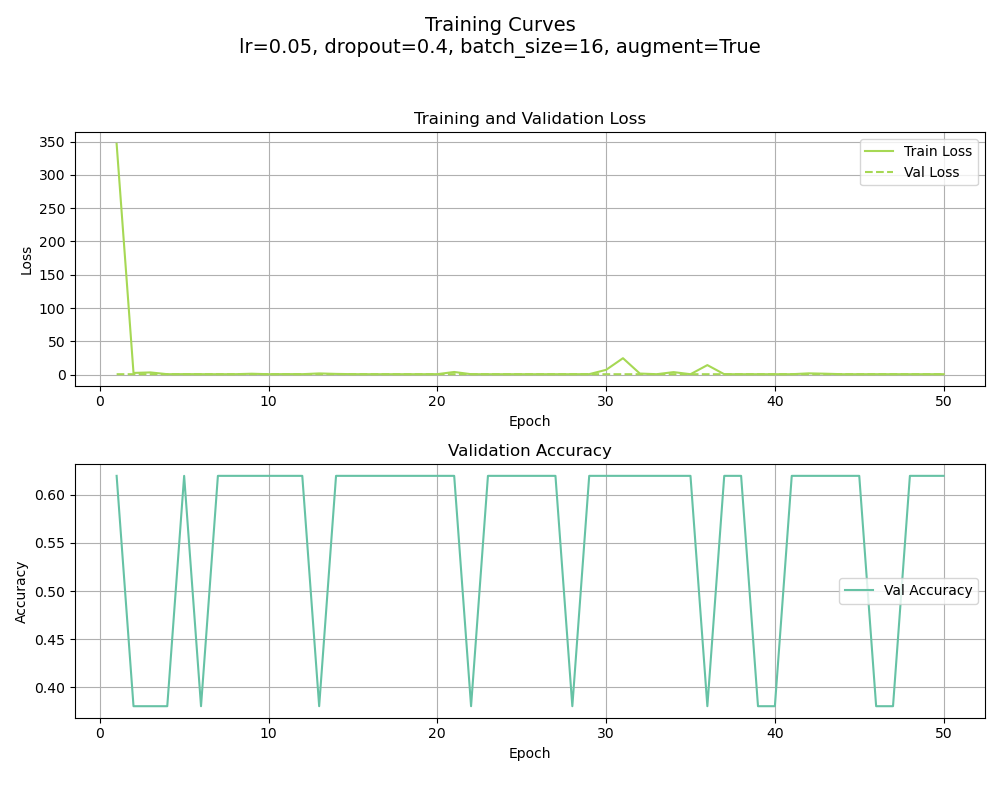 Training Curves
lr=0.05, dropout=0.4, batch_size=16, augment=True
Training and Validation Loss
350
300
250
200
150
100
50
0
Loss
Train Loss
Val Loss
0 10 20 30 40 50
Epoch
Validation Accuracy
0.60
0.55
0.50
0.45
0.40
Accuracy
Val Accuracy
0 10 20 30 40 50
Epoch